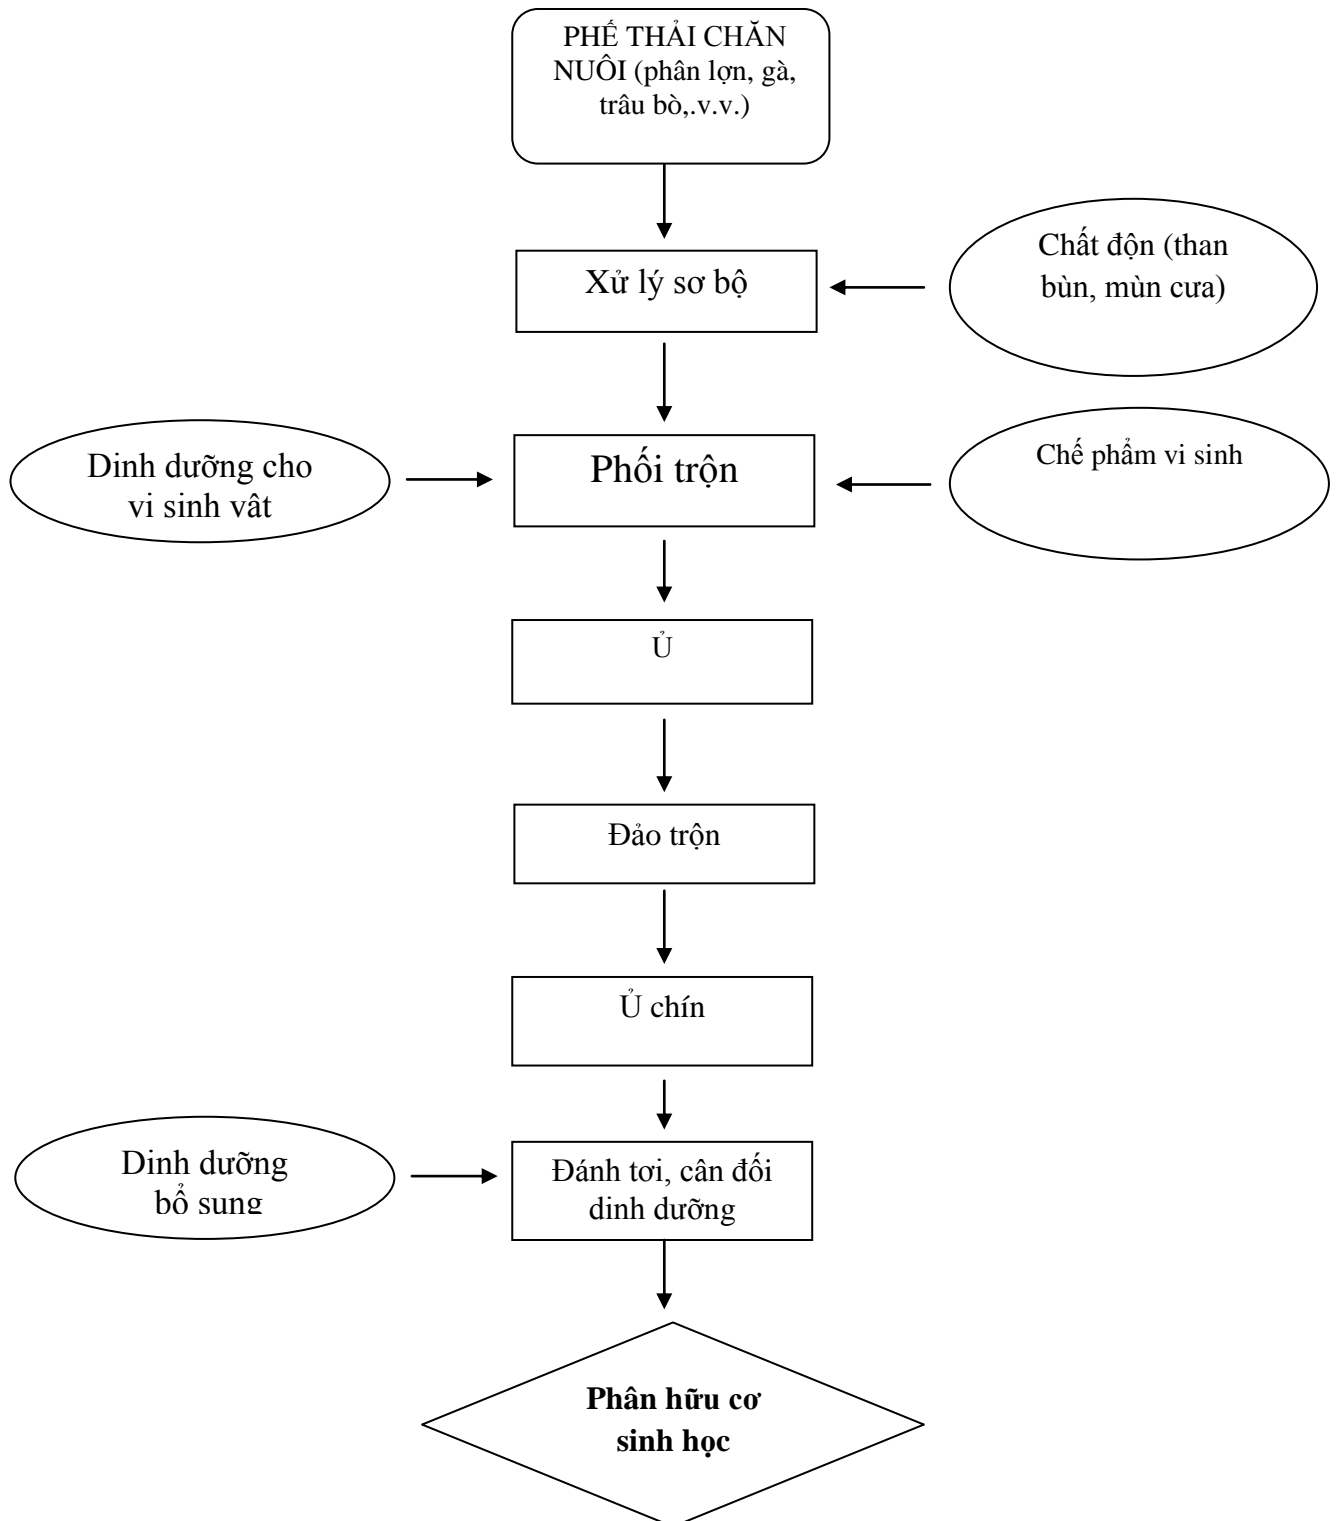 PHẾ THẢI CHĂN
NUÔI (phân lợn, gà,
trâu bò,.v.v.)
Xử lý sơ bộ
Chất độn (than
bùn, mùn cưa)
Dinh dưỡng cho
vi sinh vât
Phối trộn
Chế phẩm vi sinh
Ủ
Đảo trộn
Ủ chín
Dinh dưỡng
bổ sung
Đánh tơi, cân đối
dinh dưỡng
Phân hữu cơ
sinh học